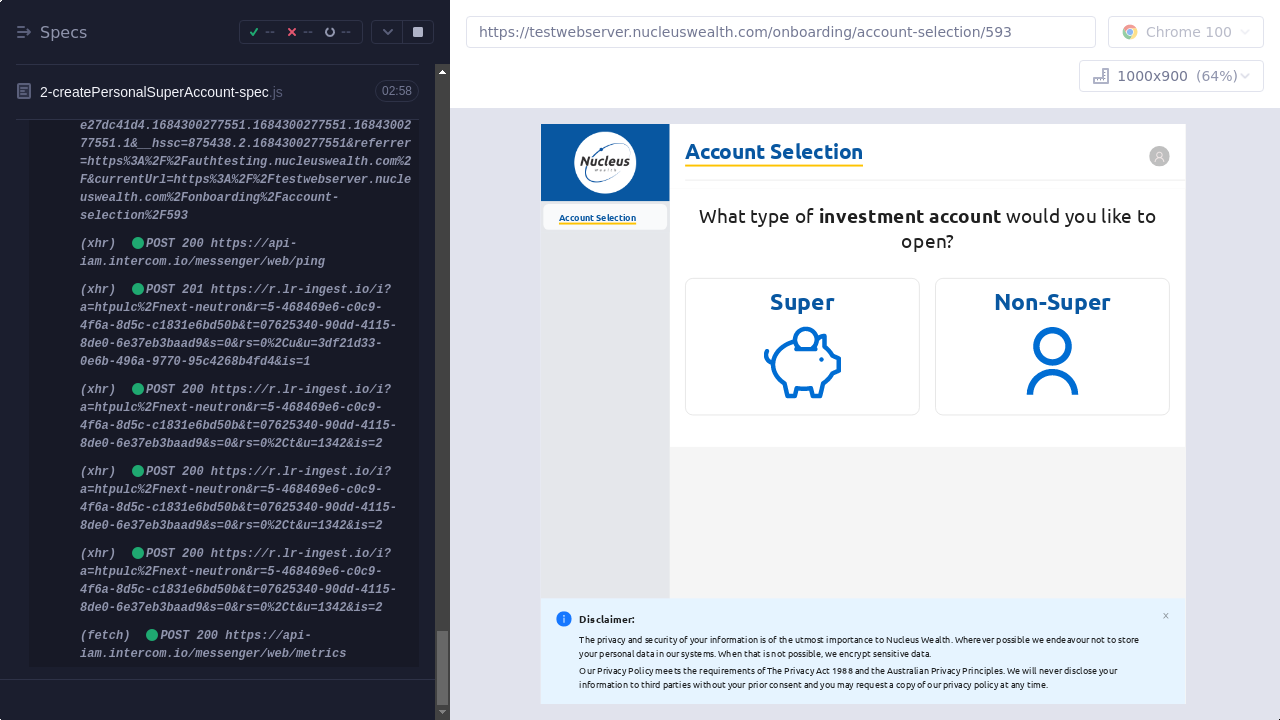 Specs
--
--
--
2-createPersonalSuperAccount-spec.js
02:58
e27dc41d4.1684300277551.1684300277551.16843002
77551.1&__hssc=875438.2.1684300277551&referrer
=https%3A%2F%2Fauthtesting.nucleuswealth.com%2
F&currentUrl=https%3A%2F%2Ftestwebserver.nucle
uswealth.com%2Fonboarding%2Faccount-
selection%2F593
(xhr) POST 200 https://api-
iam.intercom.io/messenger/web/ping
(xhr) POST 201 https://r.lr-ingest.io/i?
a=htpulc%2Fnext-neutron&r=5-468469e6-c0c9-
4f6a-8d5c-c1831e6bd50b&t=07625340-90dd-4115-
8de0-6e37eb3baad9&s=0&rs=0%2Cu&u=3df21d33-
0e6b-496a-9770-95c4268b4fd4&is=1
(xhr) POST 200 https://r.lr-ingest.io/i?
a=htpulc%2Fnext-neutron&r=5-468469e6-c0c9-
4f6a-8d5c-c1831e6bd50b&t=07625340-90dd-4115-
8de0-6e37eb3baad9&s=0&rs=0%2Ct&u=1342&is=2
(xhr) POST 200 https://r.lr-ingest.io/i?
a=htpulc%2Fnext-neutron&r=5-468469e6-c0c9-
4f6a-8d5c-c1831e6bd50b&t=07625340-90dd-4115-
8de0-6e37eb3baad9&s=0&rs=0%2Ct&u=1342&is=2
(xhr) POST 200 https://r.lr-ingest.io/i?
a=htpulc%2Fnext-neutron&r=5-468469e6-c0c9-
4f6a-8d5c-c1831e6bd50b&t=07625340-90dd-4115-
8de0-6e37eb3baad9&s=0&rs=0%2Ct&u=1342&is=2
(fetch) POST 200 https://api-
iam.intercom.io/messenger/web/metrics
https://testwebserver.nucleuswealth.com/onboarding/account-selection/593
Chrome 100
1000x900 (64%)
Nucleus
Wealth
Account Selection
Account Selection
What type of investment account would you like to
open?
Super
Non-Super
Disclaimer:
The privacy and security of your information is of the utmost importance to Nucleus Wealth. Wherever possible we endeavour not to store
your personal data in our systems. When that is not possible, we encrypt sensitive data.
Our Privacy Policy meets the requirements of The Privacy Act 1988 and the Australian Privacy Principles. We will never disclose your
information to third parties without your prior consent and you may request a copy of our privacy policy at any time.